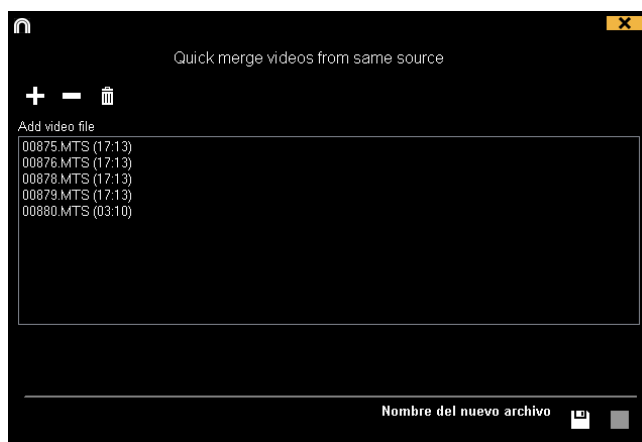 Quick merge videos from same source
Add video file
00875.MTS (17:13)
00876.MTS (17:13)
00878.MTS (17:13)
00879.MTS (17:13)
00880.MTS (03:10)
Nombre del nuevo archivo